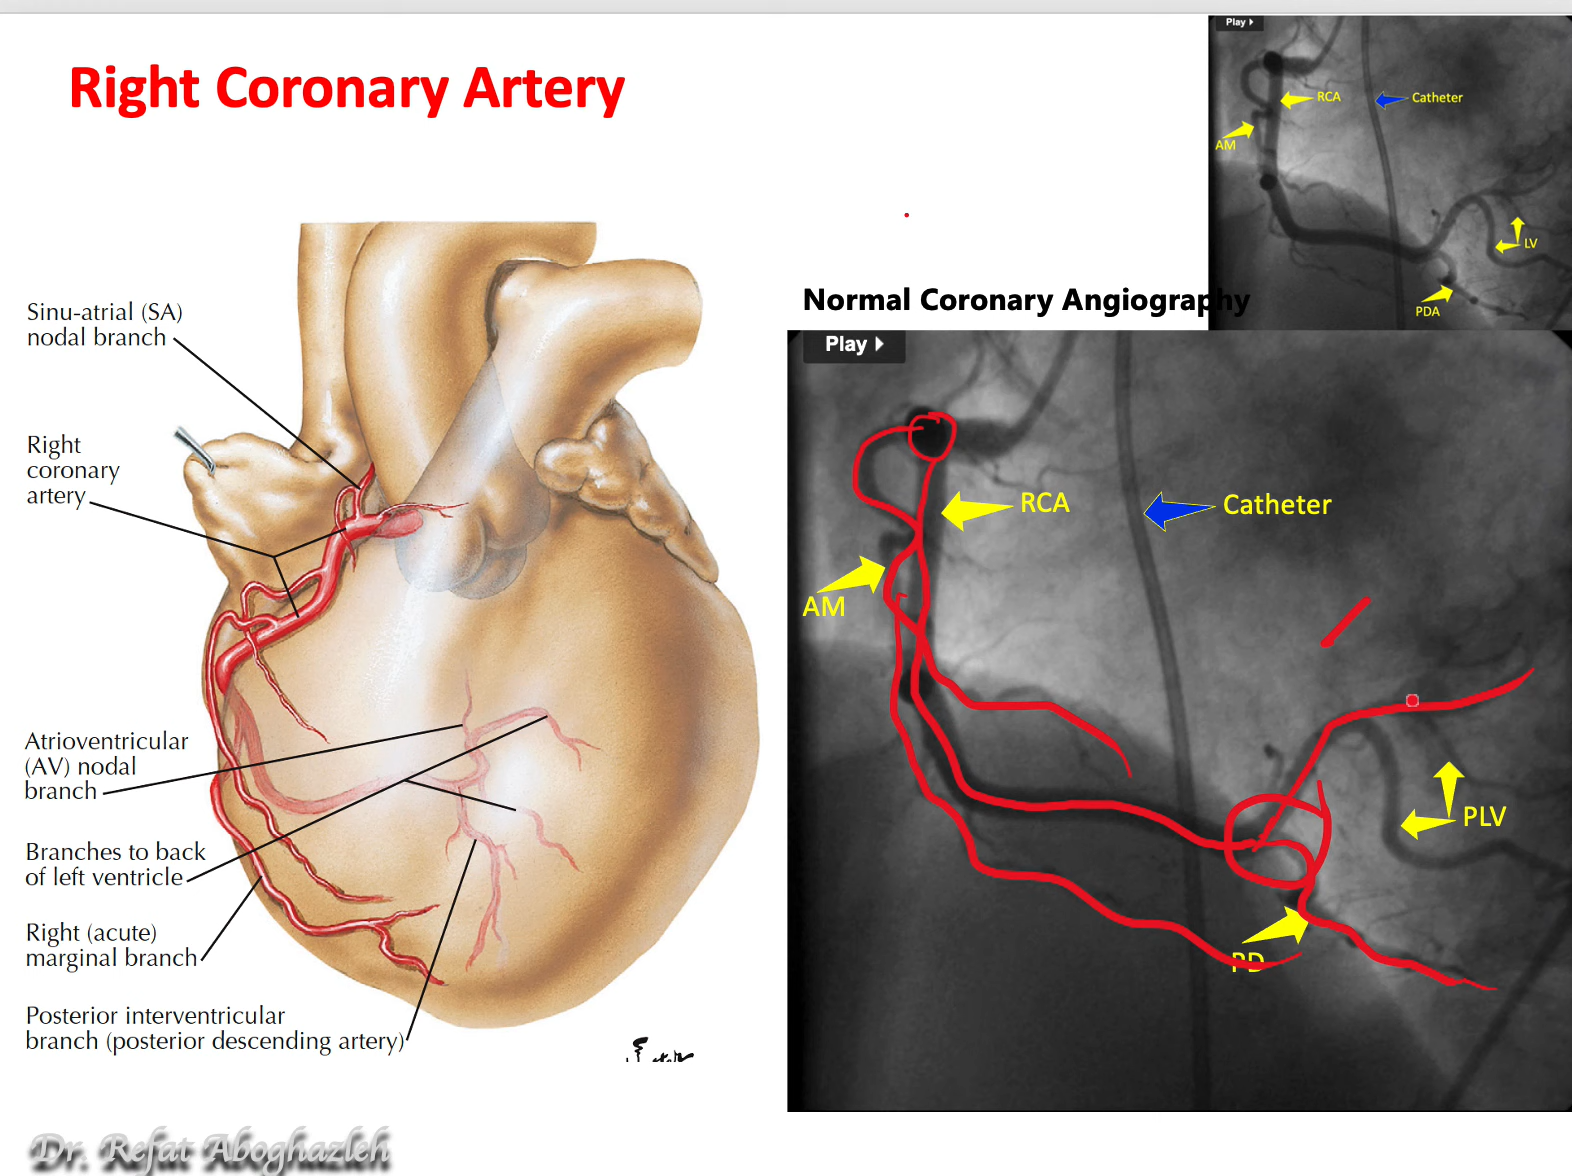 Right Coronary Artery
Sinu-atrial (SA)
nodal branch
Right
coronary
artery
Atrioventricular
(AV) nodal
branch
Branches to back
of left ventricle
Right (acute)
marginal branch
Posterior interventricular
branch (posterior descending artery)
Play
RCA
Catheter
AM
LV
PDA
Normal Coronary Angiography
Play
RCA
Catheter
AM
PLV
PD
Dr. Refat Aboghazleh